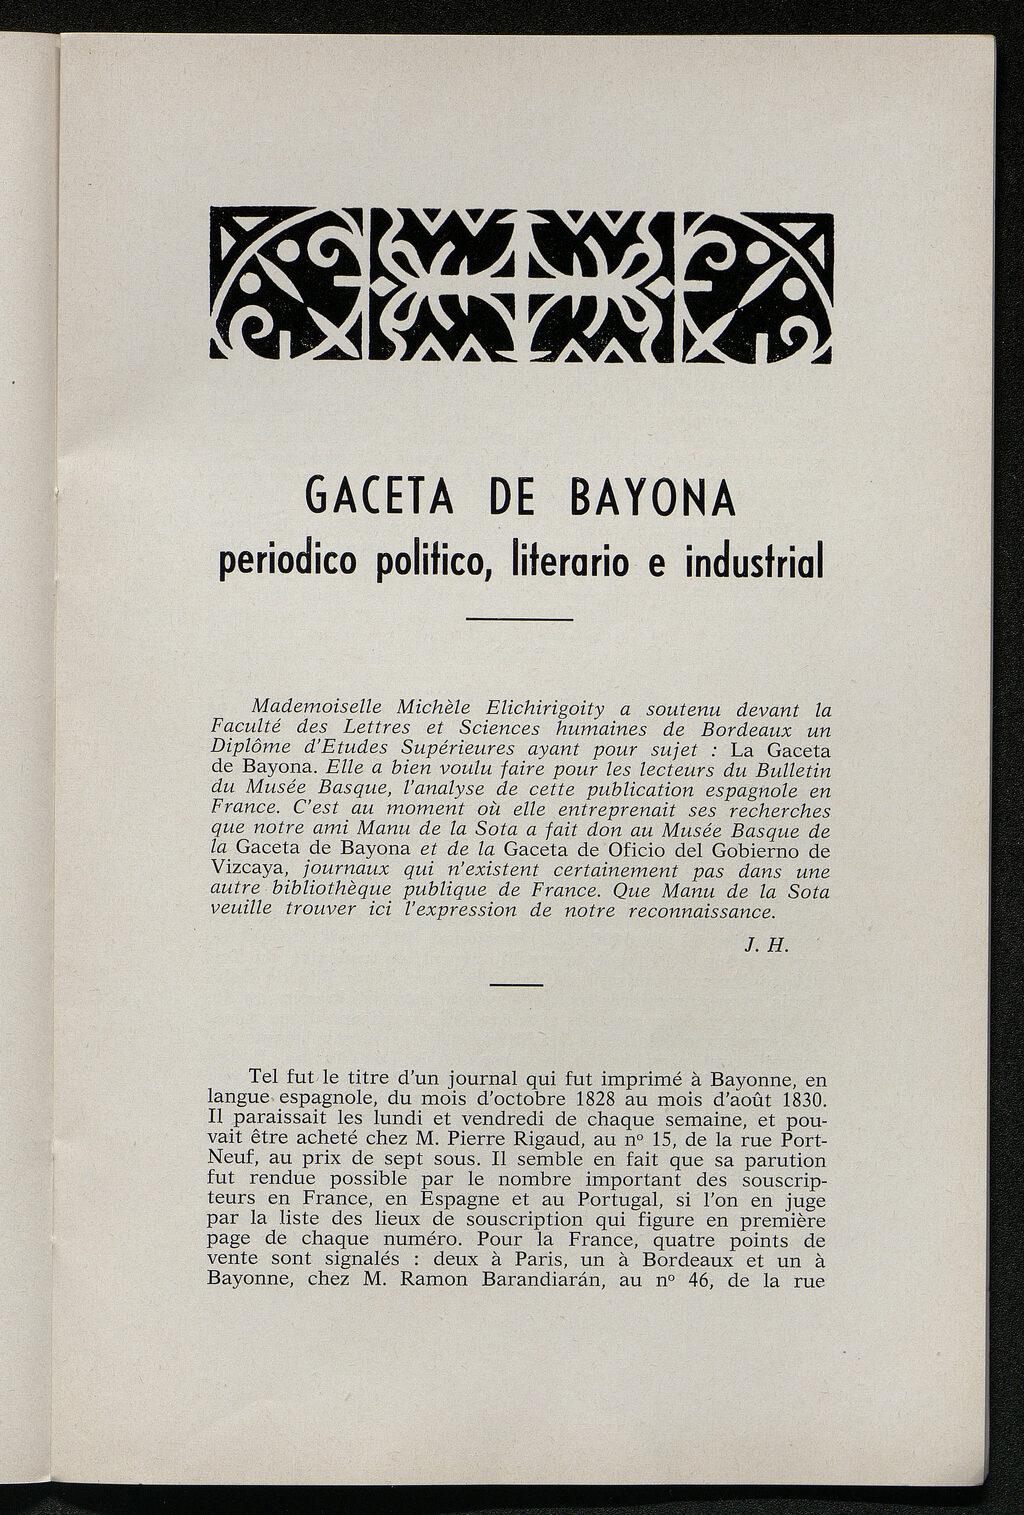 GACETA DE BAYONA
periodico politico, literario e industrial
Mademoiselle Michèle Elichirigoity a soutenu devant la
Faculté des Lettres et Sciences humaines de Bordeaux un
Diplôme d'Etudes Supérieures ayant pour sujet : La Gaceta
de Bayona. Elle a bien voulu faire pour les lecteurs du Bulletin
du Musée Basque, l'analyse de cette publication espagnole en
France. C'est au moment où elle entreprenait ses recherches
que notre ami Manu de la Sota a fait don au Musée Basque de
la Gaceta de Bayona et de la Gaceta de Oficio del Gobierno de
Vizcaya, journaux qui n'existent certainement pas dans une
autre bibliothèque publique de France. Que Manu de la Sota
veuille trouver ici l'expression de notre reconnaissance.
J. H.
Tel fut le titre d'un journal qui fut imprimé à Bayonne, en
langue espagnole, du mois d'octobre 1828 au mois d'août 1830.
Il paraissait les lundi et vendredi de chaque semaine, et pou-
vait être acheté chez M. Pierre Rigaud, au n° 15, de la rue Port-
Neuf, au prix de sept sous. Il semble en fait que sa parution
fut rendue possible par le nombre important des souscrip-
teurs en France, en Espagne et au Portugal, si l'on en juge
par la liste des lieux de souscription qui figure en première
page de chaque numéro. Pour la France, quatre points de
vente sont signalés : deux à Paris, un à Bordeaux et un à
Bayonne, chez M. Ramon Barandiarán, au n° 46, de la rue